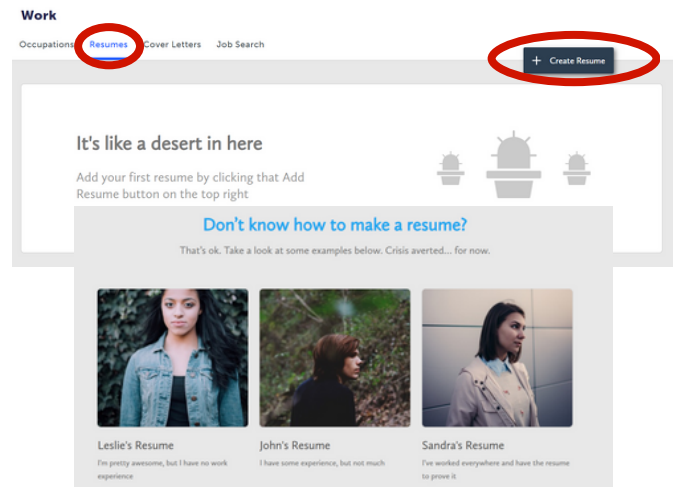 Work
Occupations Resumes Cover Letters Job Search
+ Create Resume
It's like a desert in here
Add your first resume by clicking that Add
Resume button on the top right
Don't know how to make a resume?
That's ok. Take a look at some examples below. Crisis averted... for now.
Leslie's Resume
I'm pretty awesome, but I have no work
experience
John's Resume
I have some experience, but not much
Sandra's Resume
I've worked everywhere and have the resume
to prove it